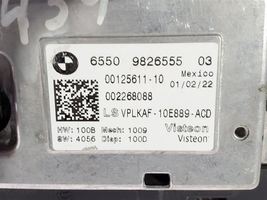 6550 9826555 03
Mexico
00125611-10 01/02/22
002268088
LS VPLKAF-10E889-ACD
HW: 100B Mech: 1009 Visteon
SW: 4056 Disp: 100D Visteon